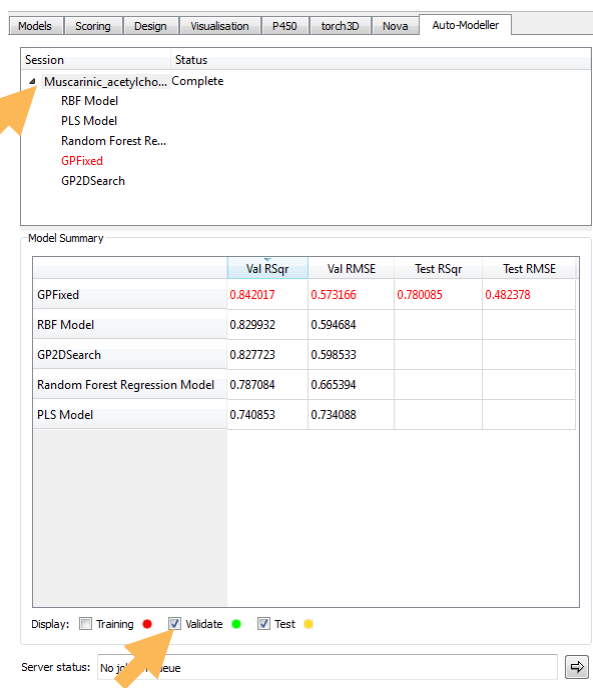 Models Scoring Design Visualisation P450 torch3D Nova Auto-Modeller
Session Status
Muscarinic_acetylcho... Complete
RBF Model
PLS Model
Random Forest Re...
GPFixed
GP2DSearch
Model Summary
Val RSqr Val RMSE Test RSqr Test RMSE
GPFixed 0.842017 0.573166 0.780085 0.482378
RBF Model 0.829932 0.594684
GP2DSearch 0.827723 0.598533
Random Forest Regression Model 0.787084 0.665394
PLS Model 0.740853 0.734088
Display: Training Validate Test
Server status: No